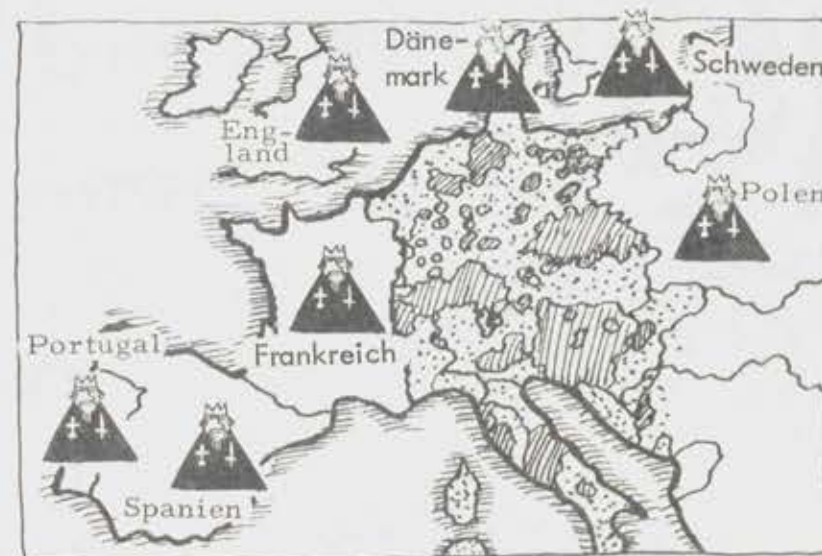 Däne-
mark
Schweden
Eng-
land
Polen
Portugal
Frankreich
Spanien